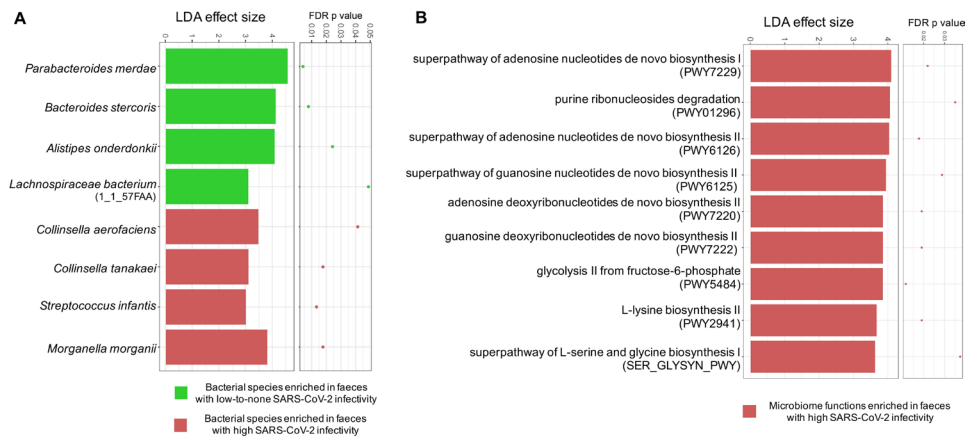 A
LDA effect size
FDR p value
0 1 3 4
0.01 0.02 0.03 0.04 0.05
Parabacteroides merdae
Bacteroides stercoris
Alistipes onderdonkii
Lachnospiraceae bacterium
(1_1_57FAA)
Collinsella aerofaciens
Collinsella tanakaei
Streptococcus infantis
Morganella morganii
Bacterial species enriched in faeces
with low-to-none SARS-CoV-2 infectivity
Bacterial species enriched in faeces
with high SARS-CoV-2 infectivity
B
LDA effect size
FDR p value
0 1 2 3 4
0.02 0.03
superpathway of adenosine nucleotides de novo biosynthesis I
(PWY7229)
purine ribonucleosides degradation
(PWY01296)
superpathway of adenosine nucleotides de novo biosynthesis II
(PWY6126)
superpathway of guanosine nucleotides de novo biosynthesis II
(PWY6125)
adenosine deoxyribonucleotides de novo biosynthesis II
(PWY7220)
guanosine deoxyribonucleotides de novo biosynthesis II
(PWY7222)
glycolysis II from fructose-6-phosphate
(PWY5484)
L-lysine biosynthesis II
(PWY2941)
superpathway of L-serine and glycine biosynthesis I
(SER_GLYSYN_PWY)
Microbiome functions enriched in faeces
with high SARS-CoV-2 infectivity